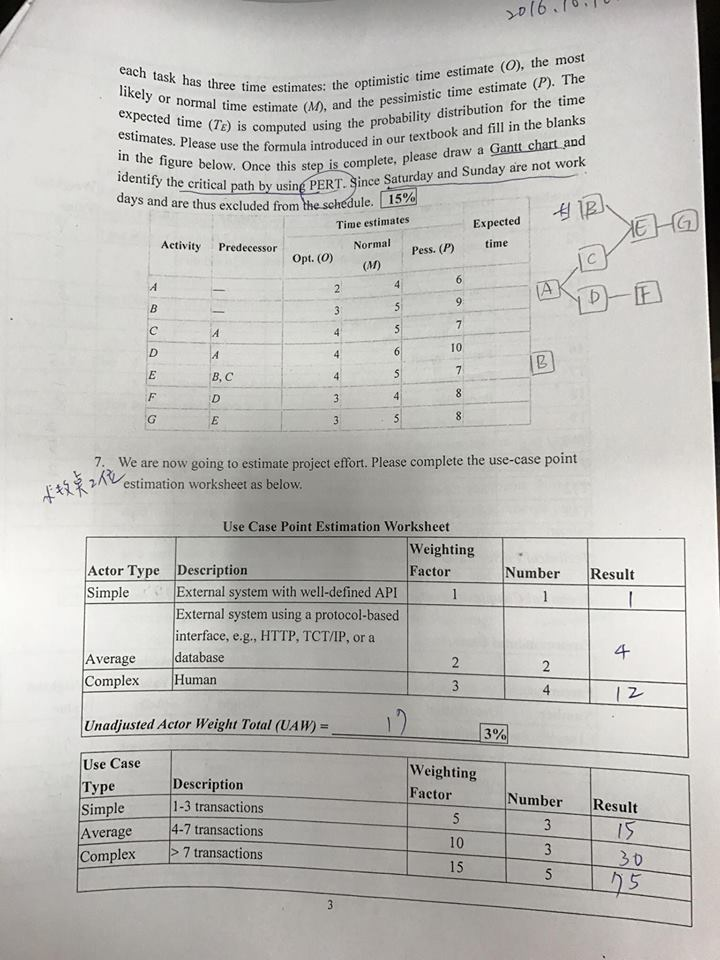 2016.10.1
each task has three time estimates: the optimistic time estimate (O), the most
likely or normal time estimate (M), and the pessimistic time estimate (P). The
expected time (TE) is computed using the probability distribution for the time
estimates. Please use the formula introduced in our textbook and fill in the blanks
in the figure below. Once this step is complete, please draw a Gantt chart and
identify the critical path by using PERT. Since Saturday and Sunday are not work
days and are thus excluded from the schedule. 15%
Activity Predecessor Time estimates Expected time
Opt. (O) Normal (M) Pess. (P)
A — 2 4 6
B — 3 5 9
C A 4 5 7
D A 4 6 10
E B, C 4 5 7
F D 3 4 8
G E 3 5 8
B
E G
C
A
D F
B
7. We are now going to estimate project effort. Please complete the use-case point
estimation worksheet as below.
Use Case Point Estimation Worksheet
Actor Type Description Weighting Factor Number Result
Simple External system with well-defined API 1 1 1
Average External system using a protocol-based
interface, e.g., HTTP, TCT/IP, or a
database 2 2 4
Complex Human 3 4 12
Unadjusted Actor Weight Total (UAW) = 17 3%
Use Case Type Description Weighting Factor Number Result
Simple 1-3 transactions 5 3 15
Average 4-7 transactions 10 3 30
Complex > 7 transactions 15 5 75
3